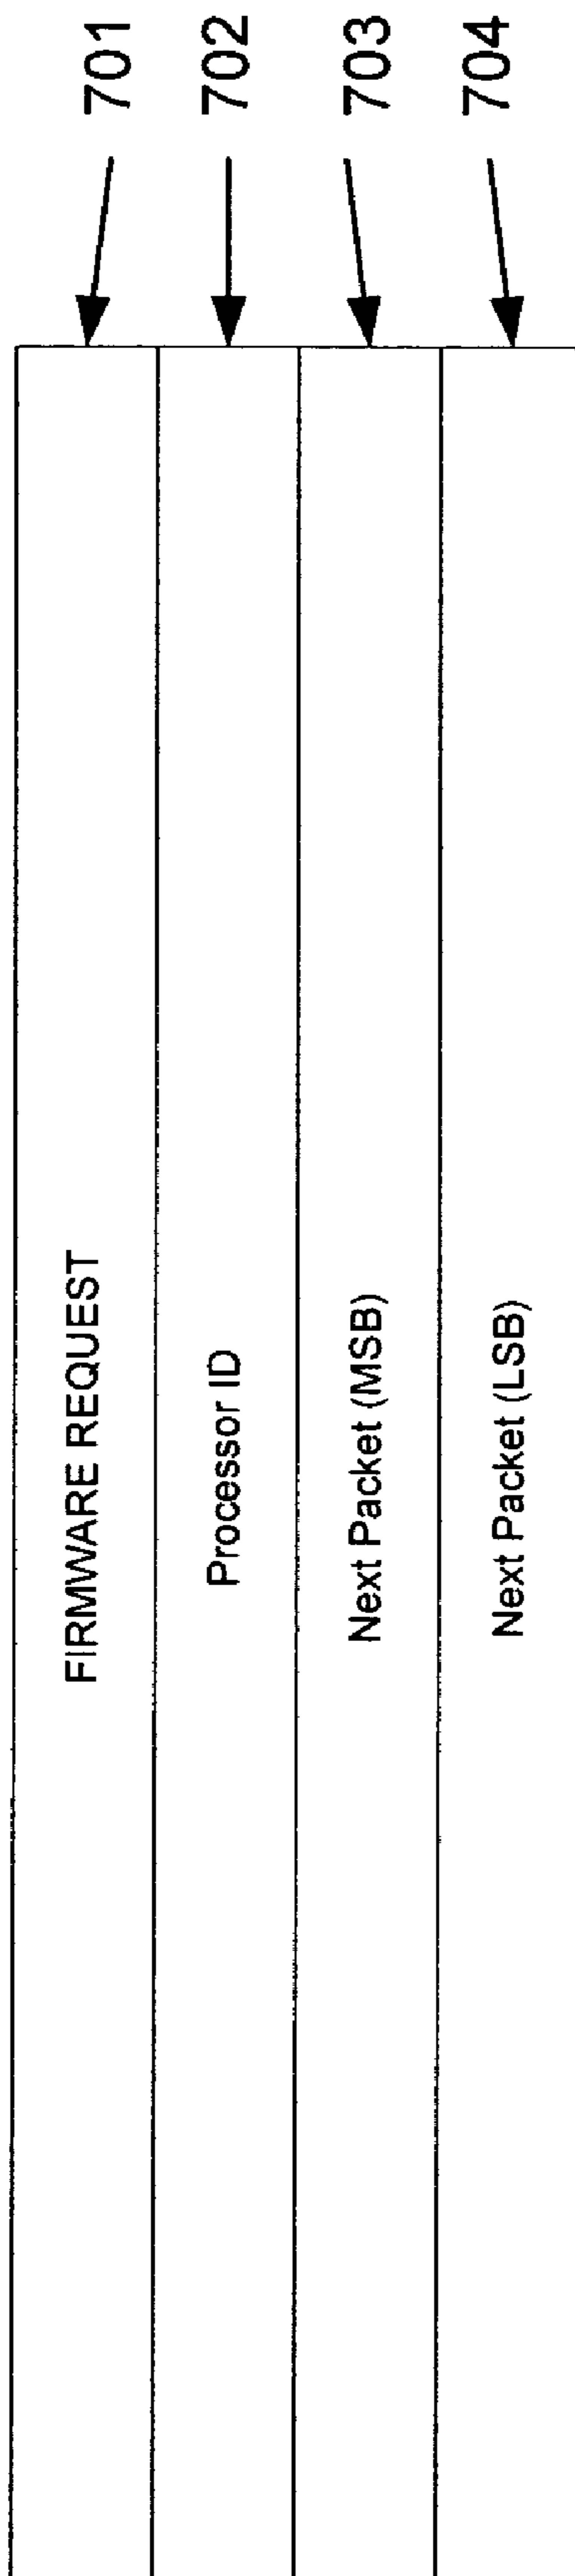 FIRMWARE REQUEST 701
Processor ID 702
Next Packet (MSB) 703
Next Packet (LSB) 704